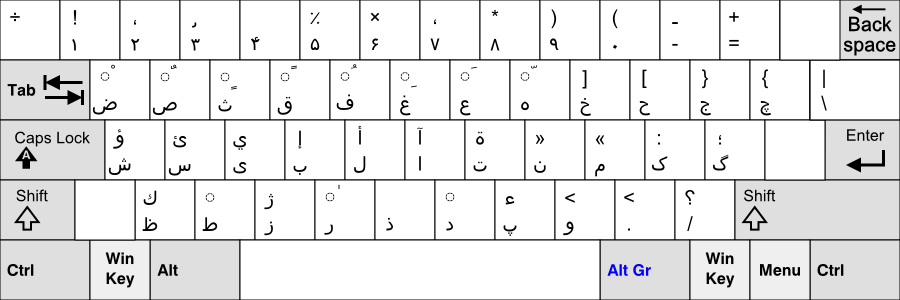 ÷ ! ، ٫ ٪ × ، * ) ( - + Back
۱ ۲ ۳ ۴ ۵ ۶ ۷ ۸ ۹ ۰ - = space
Tab ْ ٌ ٍ ً ُ ِ َ ّ ] [ } { |
ض ص ث ق ف غ ع ه خ ح ج چ \
Caps Lock ؤ ئ ي إ أ آ ة » « : ؛ Enter
A ش س ی ب ل ا ت ن م ک گ
Shift ك ژ ٰ ء < < ؟ Shift
ظ ط ز ر ذ د پ و . /
Ctrl Win Key Alt Alt Gr Win Key Menu Ctrl